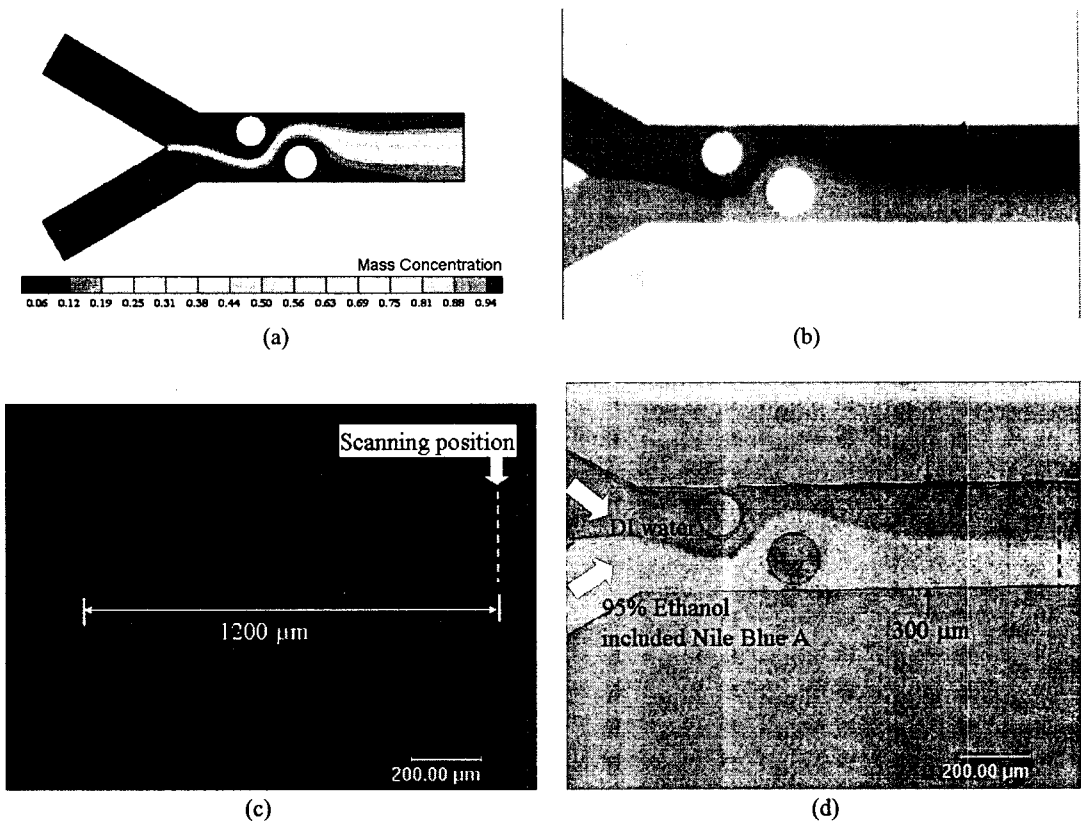 Mass Concentration
0.06 0.12 0.19 0.25 0.31 0.38 0.44 0.50 0.56 0.63 0.69 0.75 0.81 0.88 0.94
(a)
(b)
Scanning position
1200 μm
200.00 μm
(c)
DI water
95% Ethanol
included Nile Blue A
300 μm
200.00 μm
(d)